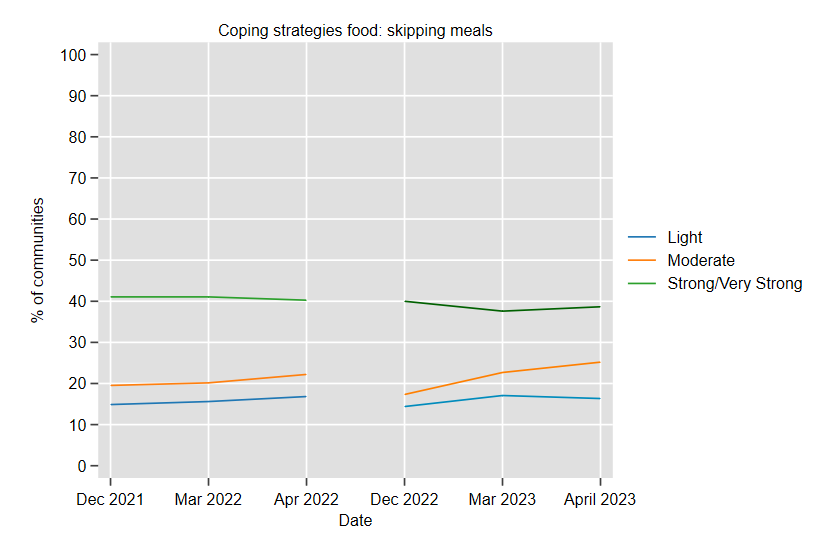 Coping strategies food: skipping meals
100
90
80
70
60
50
40
30
20
10
0
% of communities
Dec 2021 Mar 2022 Apr 2022 Dec 2022 Mar 2023 April 2023
Date
Light
Moderate
Strong/Very Strong